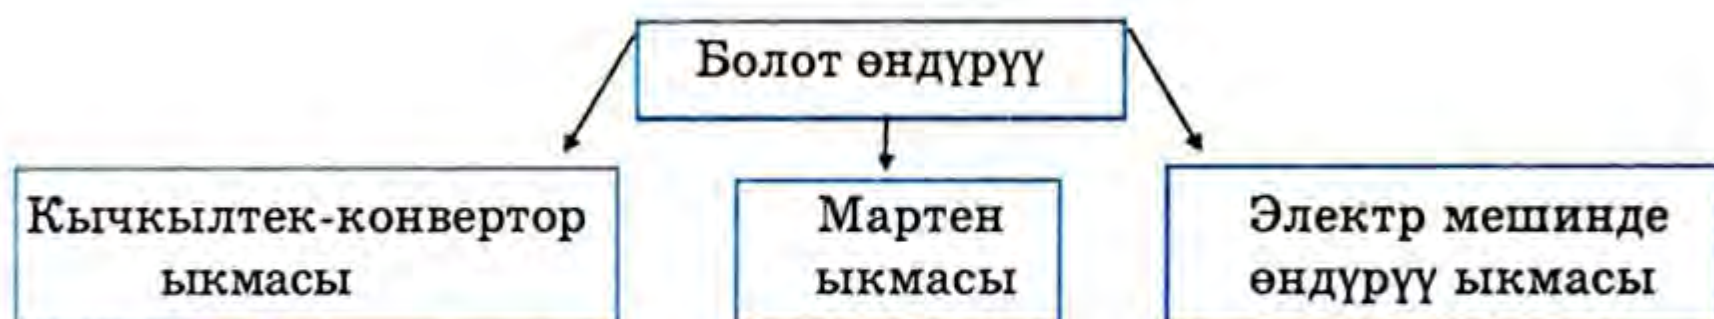 Болот өндүрүү
Кычкылтек-конвертор
ыкмасы
Мартен
ыкмасы
Электр мешинде
өндүрүү ыкмасы